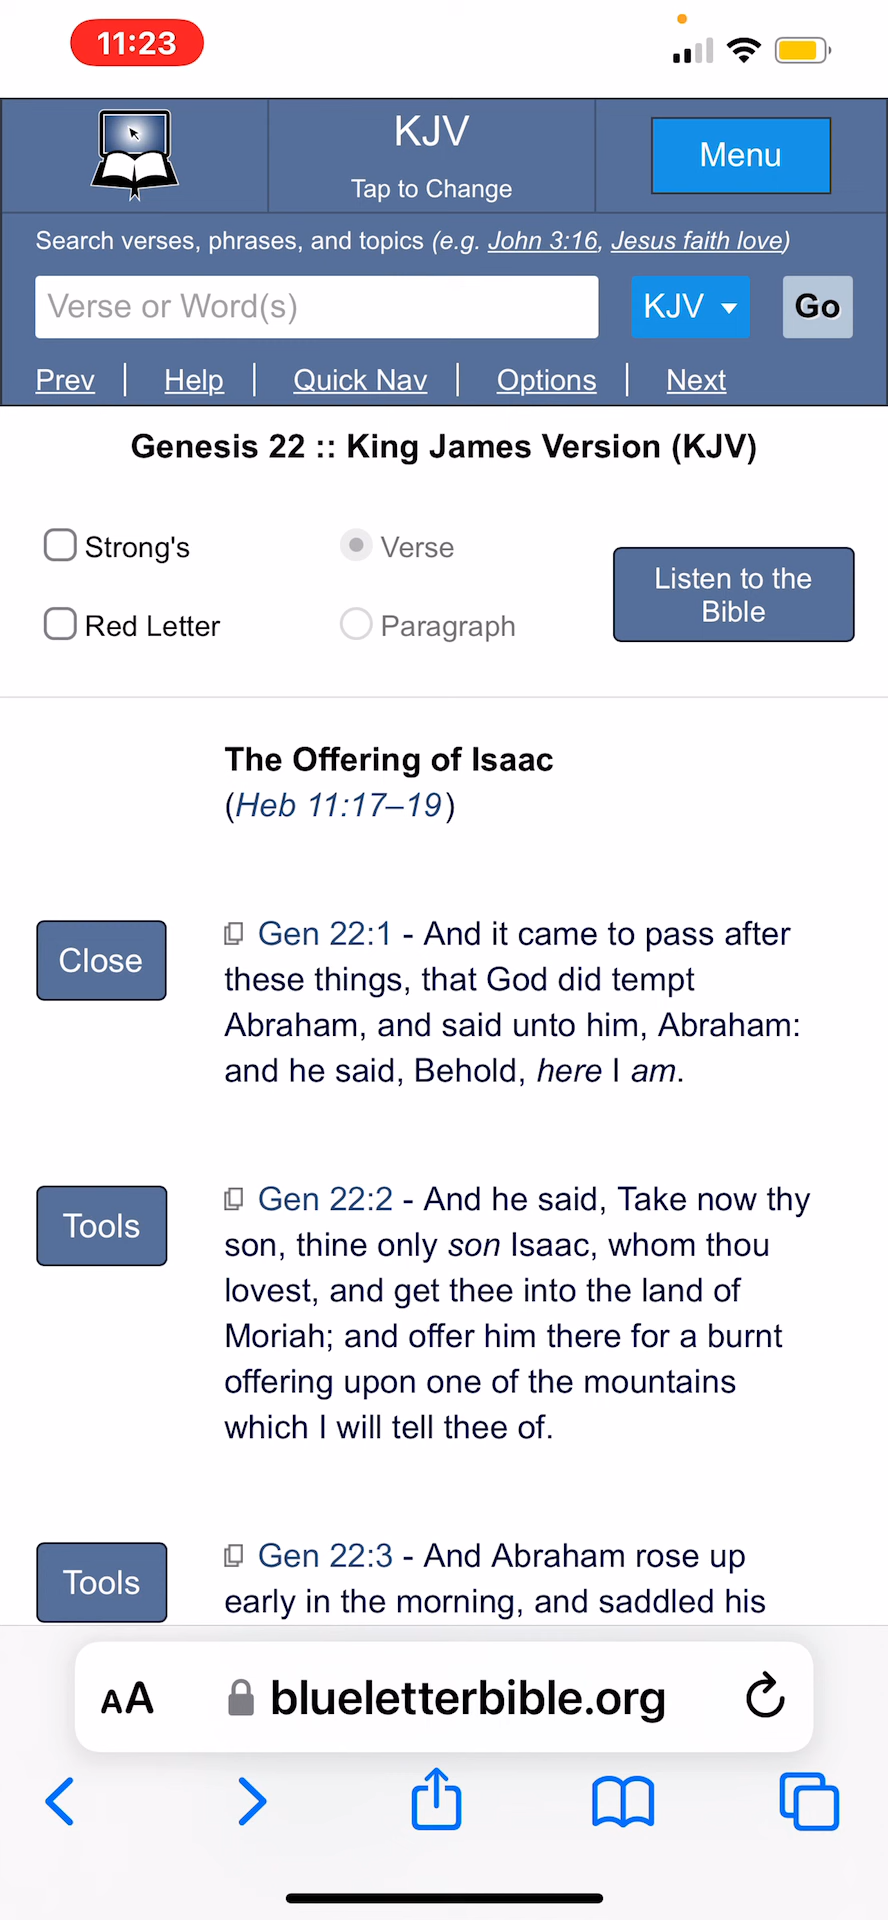 11:23
KJV
Tap to Change
Menu
Search verses, phrases, and topics (e.g. John 3:16, Jesus faith love)
Verse or Word(s)
KJV
Go
Prev | Help | Quick Nav | Options | Next
Genesis 22 :: King James Version (KJV)
Strong's
Verse
Red Letter
Paragraph
Listen to the
Bible
The Offering of Isaac
(Heb 11:17–19)
Close
Gen 22:1 - And it came to pass after
these things, that God did tempt
Abraham, and said unto him, Abraham:
and he said, Behold, here I am.
Tools
Gen 22:2 - And he said, Take now thy
son, thine only son Isaac, whom thou
lovest, and get thee into the land of
Moriah; and offer him there for a burnt
offering upon one of the mountains
which I will tell thee of.
Tools
Gen 22:3 - And Abraham rose up
early in the morning, and saddled his
AA
blueletterbible.org